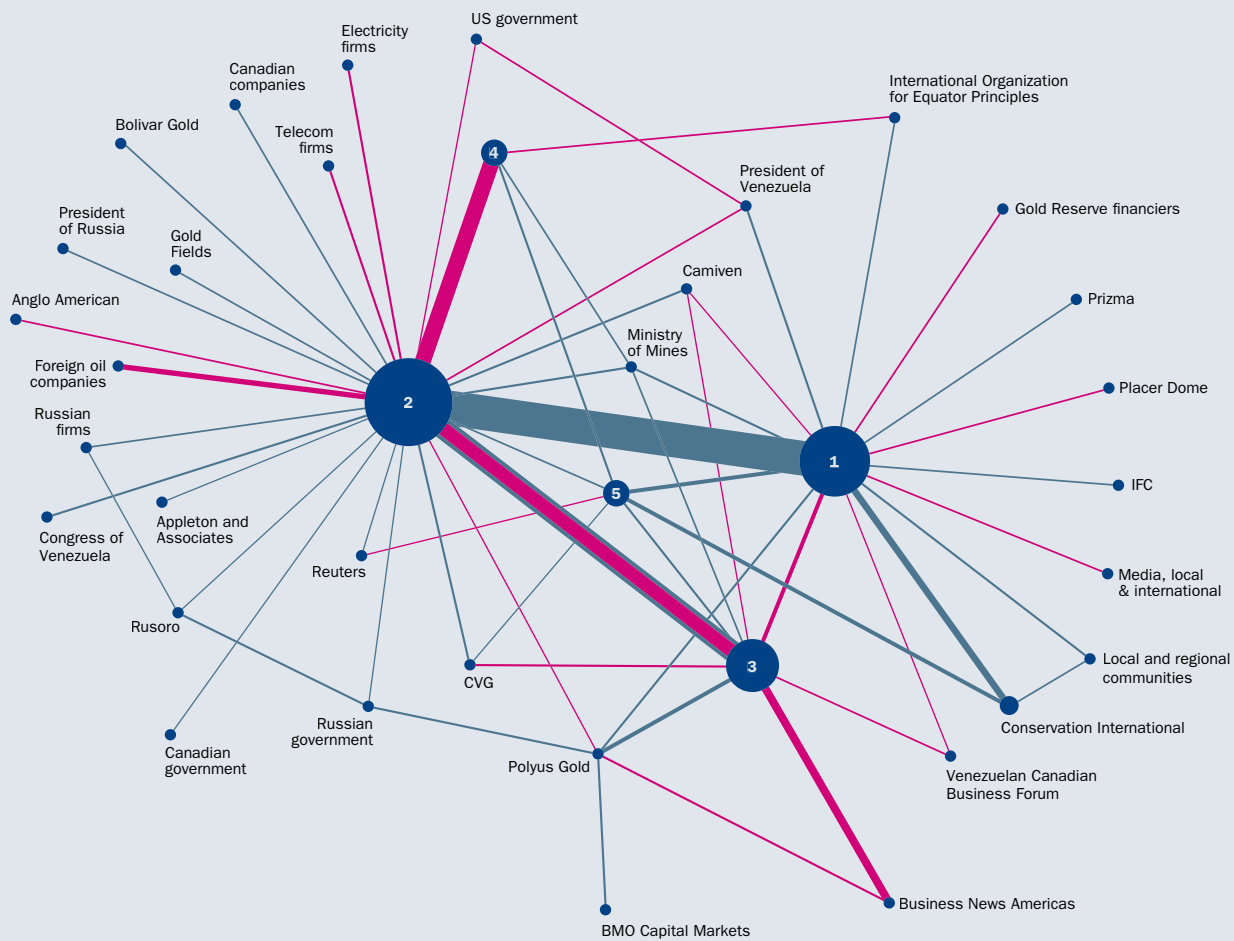 US government
Electricity
firms
Canadian
companies
International Organization
for Equator Principles
Bolivar Gold
Telecom
firms
4
President of
Venezuela
Gold Reserve financiers
President
of Russia
Gold
Fields
Camiven
Anglo American
Prizma
Ministry
of Mines
Foreign oil
companies
Placer Dome
2
Russian
firms
1
IFC
5
Congress of
Venezuela
Appleton and
Associates
Reuters
Media, local
& international
Rusoro
3
Local and regional
communities
CVG
Conservation International
Russian
government
Canadian
government
Polyus Gold
Venezuelan Canadian
Business Forum
Business News Americas
BMO Capital Markets